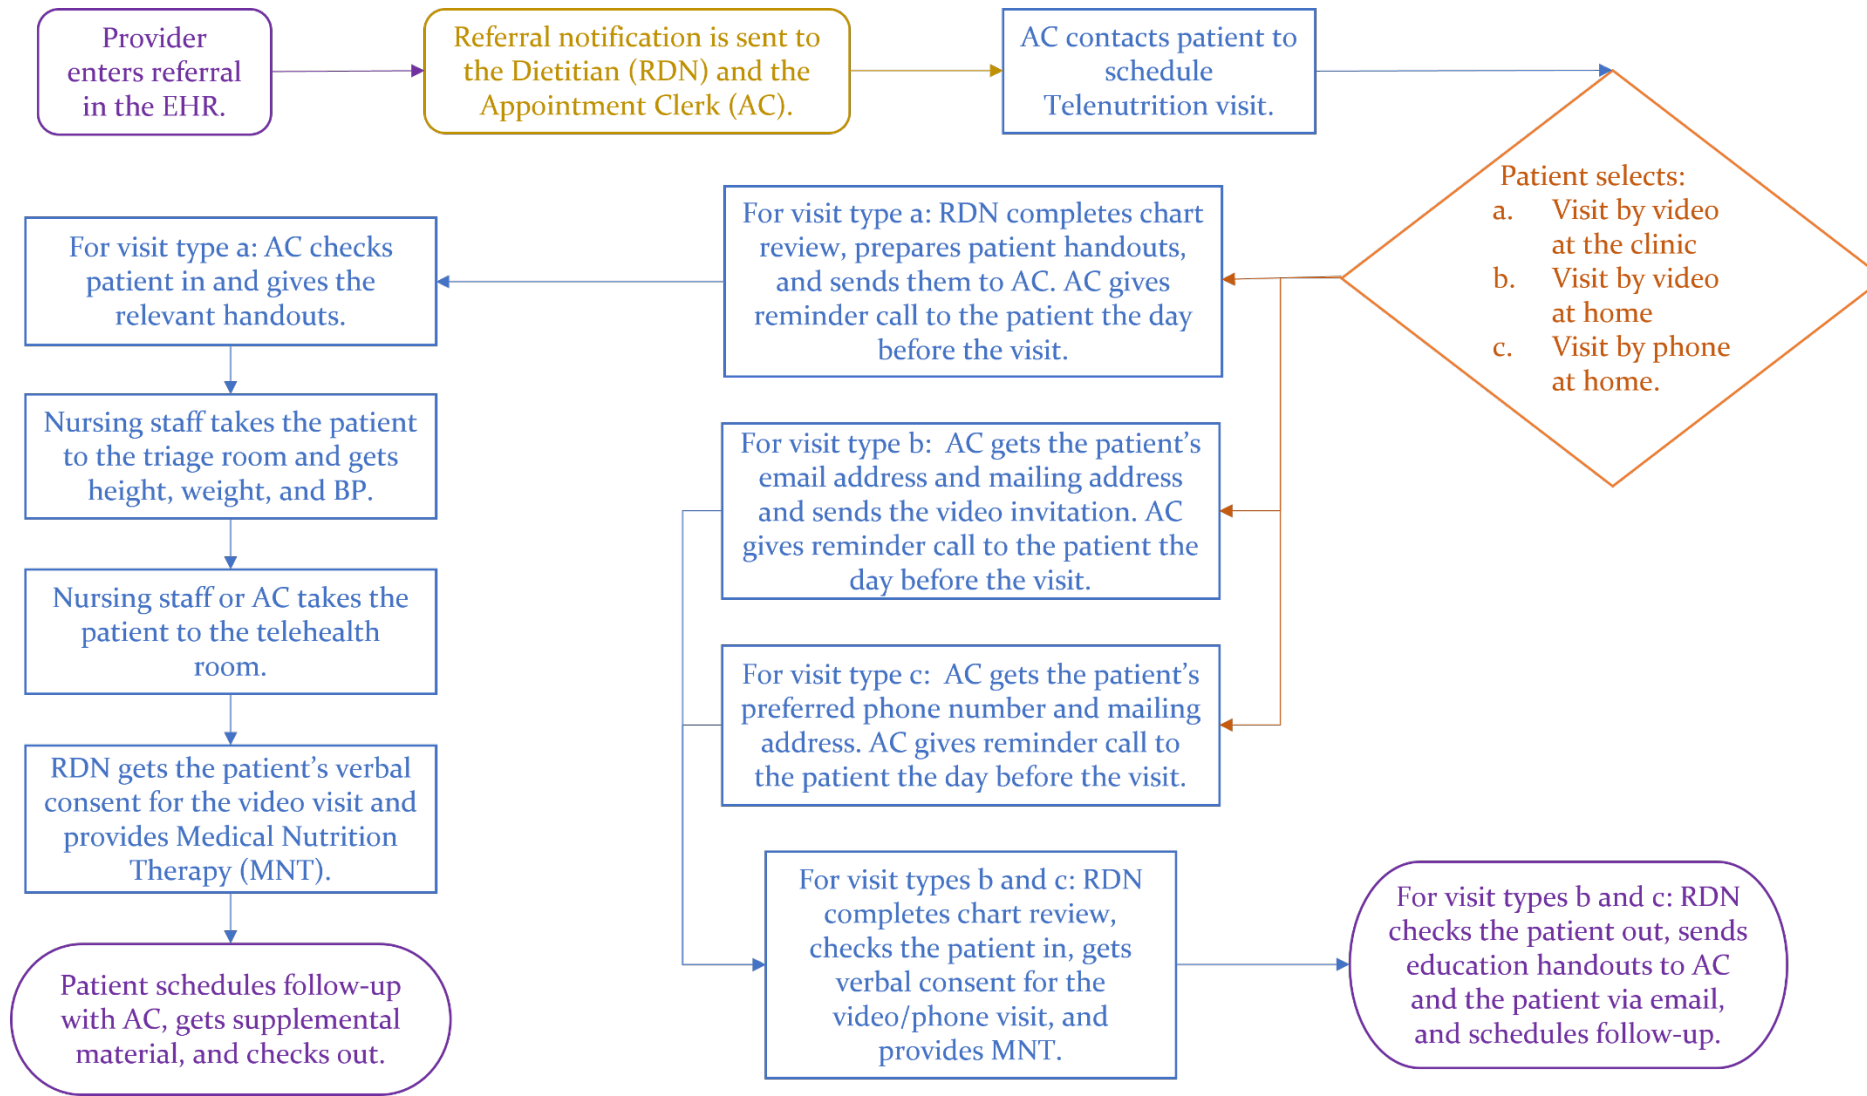 Provider
enters referral
in the EHR.
Referral notification is sent to
the Dietitian (RDN) and the
Appointment Clerk (AC).
AC contacts patient to
schedule
Telenutrition visit.
Patient selects:
a. Visit by video
at the clinic
b. Visit by video
at home
c. Visit by phone
at home.
For visit type a: RDN completes chart
review, prepares patient handouts,
and sends them to AC. AC gives
reminder call to the patient the day
before the visit.
For visit type a: AC checks
patient in and gives the
relevant handouts.
Nursing staff takes the patient
to the triage room and gets
height, weight, and BP.
Nursing staff or AC takes the
patient to the telehealth
room.
RDN gets the patient’s verbal
consent for the video visit and
provides Medical Nutrition
Therapy (MNT).
Patient schedules follow-up
with AC, gets supplemental
material, and checks out.
For visit type b:  AC gets the patient’s
email address and mailing address
and sends the video invitation. AC
gives reminder call to the patient the
day before the visit.
For visit type c:  AC gets the patient’s
preferred phone number and mailing
address. AC gives reminder call to
the patient the day before the visit.
For visit types b and c: RDN
completes chart review,
checks the patient in, gets
verbal consent for the
video/phone visit, and
provides MNT.
For visit types b and c: RDN
checks the patient out, sends
education handouts to AC
and the patient via email,
and schedules follow-up.